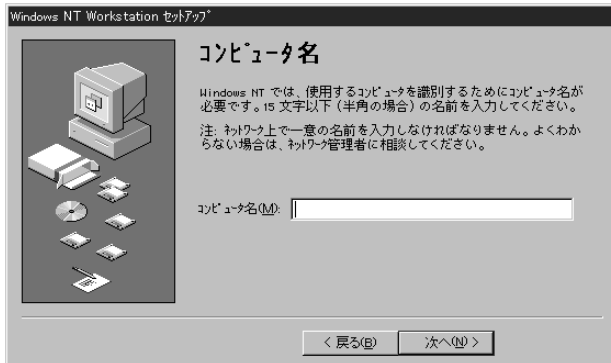 Windows NT Workstation ｾｯﾄｱｯﾌﾟ
ｺﾝﾋﾟｭｰﾀ名
Windows NT では、使用するｺﾝﾋﾟｭｰﾀを識別するためにｺﾝﾋﾟｭｰﾀ名が
必要です。15 文字以下（半角の場合）の名前を入力してください。
注: ﾈｯﾄﾜｰｸ上で一意の名前を入力しなければなりません。よくわか
らない場合は、ﾈｯﾄﾜｰｸ管理者に相談してください。
ｺﾝﾋﾟｭｰﾀ名(M):
< 戻る(B)
次へ(N) >